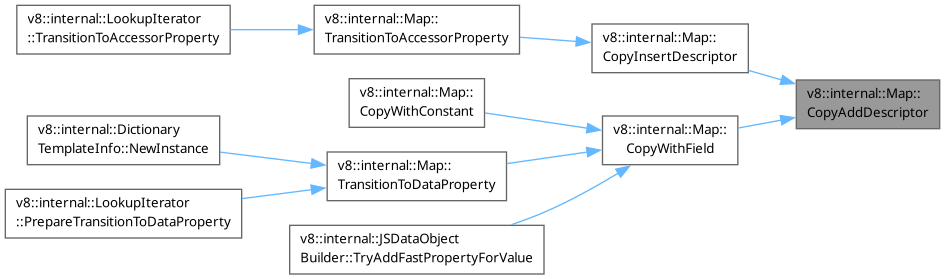 v8::internal::LookupIterator
::TransitionToAccessorProperty
v8::internal::Map::
TransitionToAccessorProperty
v8::internal::Map::
CopyInsertDescriptor
v8::internal::Map::
CopyAddDescriptor
v8::internal::Map::
CopyWithConstant
v8::internal::Map::
CopyWithField
v8::internal::Dictionary
TemplateInfo::NewInstance
v8::internal::Map::
TransitionToDataProperty
v8::internal::LookupIterator
::PrepareTransitionToDataProperty
v8::internal::JSDataObject
Builder::TryAddFastPropertyForValue